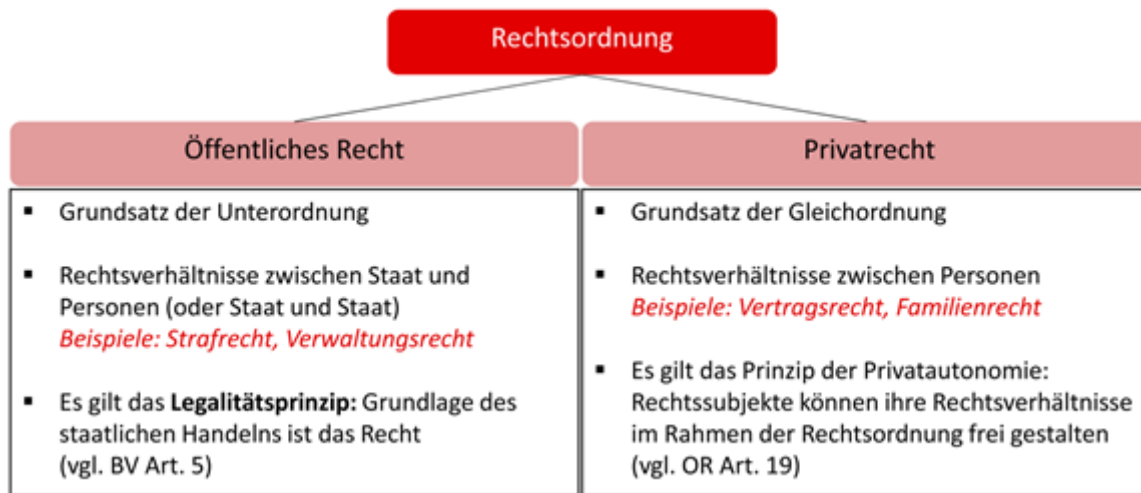 Rechtsordnung
Öffentliches Recht
▪ Grundsatz der Unterordnung
▪ Rechtsverhältnisse zwischen Staat und
Personen (oder Staat und Staat)
Beispiele: Strafrecht, Verwaltungsrecht
▪ Es gilt das Legalitätsprinzip: Grundlage des
staatlichen Handelns ist das Recht
(vgl. BV Art. 5)
Privatrecht
▪ Grundsatz der Gleichordnung
▪ Rechtsverhältnisse zwischen Personen
Beispiele: Vertragsrecht, Familienrecht
▪ Es gilt das Prinzip der Privatautonomie:
Rechtssubjekte können ihre Rechtsverhältnisse
im Rahmen der Rechtsordnung frei gestalten
(vgl. OR Art. 19)